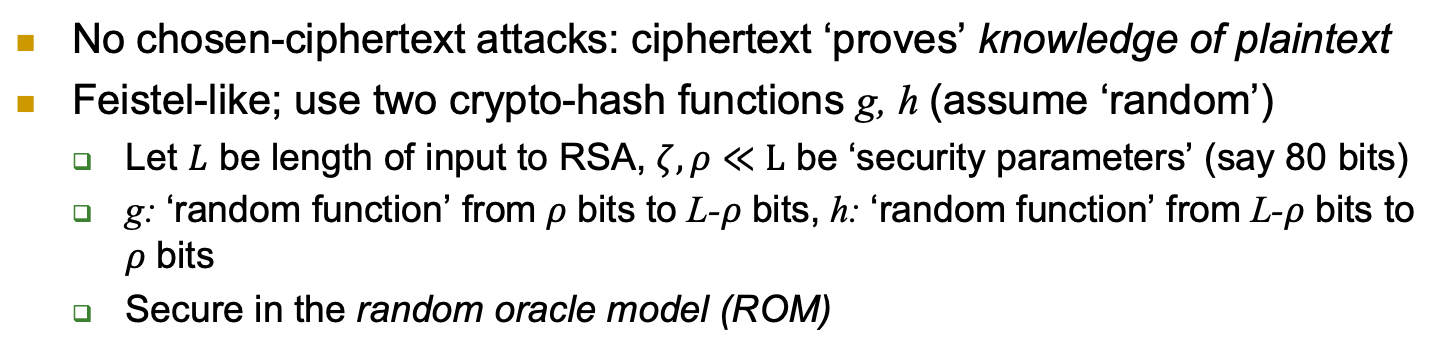 No chosen-ciphertext attacks: ciphertext ‘proves’ knowledge of plaintext
Feistel-like; use two crypto-hash functions g, h (assume ‘random’)
Let L be length of input to RSA, ζ, ρ ≪ L be ‘security parameters’ (say 80 bits)
g: ‘random function’ from ρ bits to L-ρ bits, h: ‘random function’ from L-ρ bits to
ρ bits
Secure in the random oracle model (ROM)